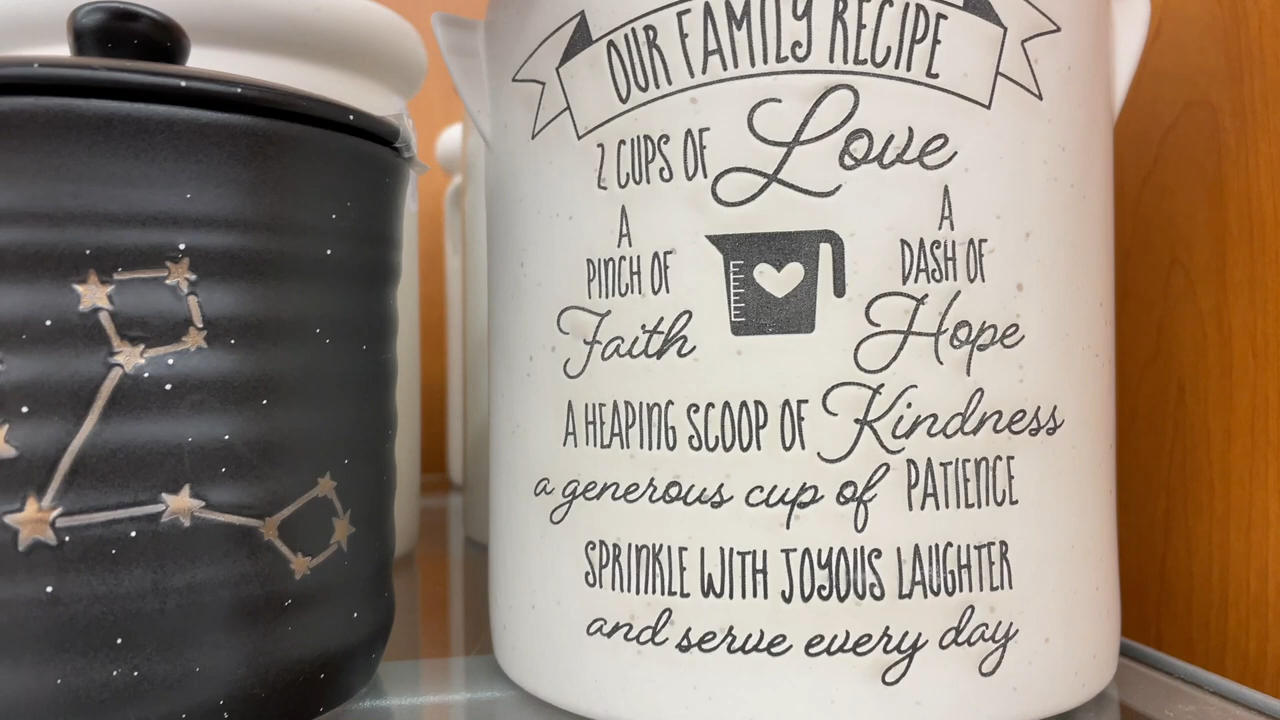 OUR FAMILY RECIPE
2 CUPS OF Love
A PINCH OF Faith
A DASH OF Hope
A HEAPING SCOOP OF Kindness
a generous cup of PATIENCE
SPRINKLE WITH JOYOUS LAUGHTER
and serve every day